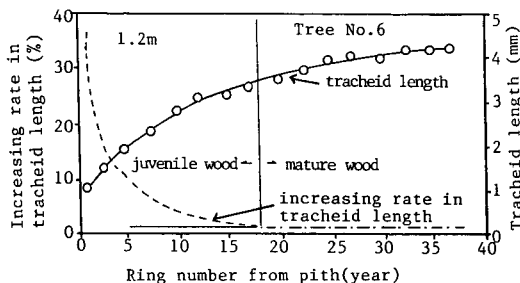 1.2m
Tree No.6
Increasing rate in
tracheid length (%)
40
30
20
10
0
tracheid length
juvenile wood
mature wood
increasing rate in
tracheid length
5
4
3
2
1
0
Tracheid length (mm)
0 5 10 15 20 25 30 35 40
Ring number from pith(year)